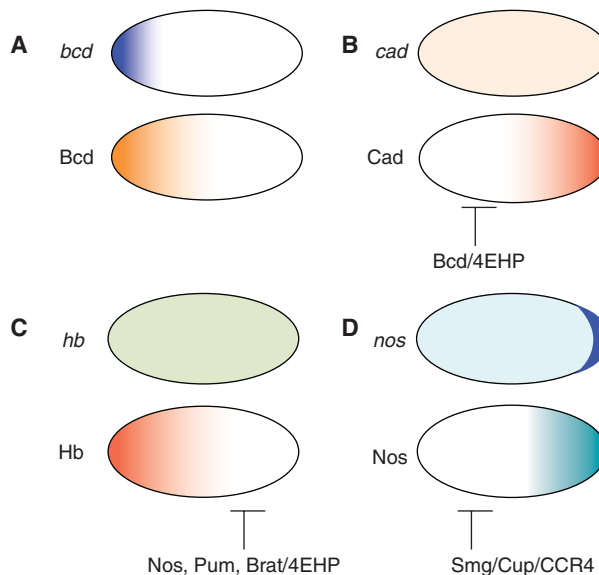 A
bcd
Bcd
B
cad
Cad
Bcd/4EHP
C
hb
Hb
Nos, Pum, Brat/4EHP
D
nos
Nos
Smg/Cup/CCR4